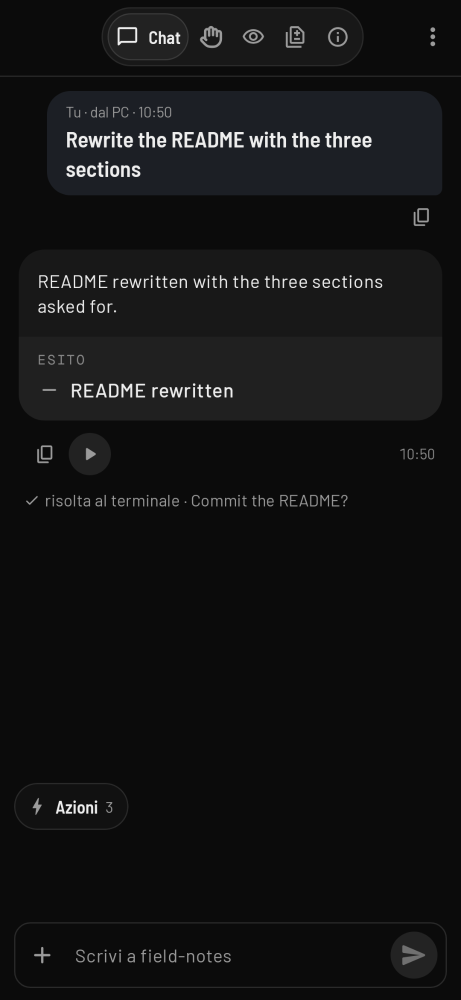 Chat
Tu · dal PC · 10:50
Rewrite the README with the three
sections
README rewritten with the three sections
asked for.
ESITO
— README rewritten
10:50
✓ risolta al terminale · Commit the README?
Azioni 3
Scrivi a field-notes